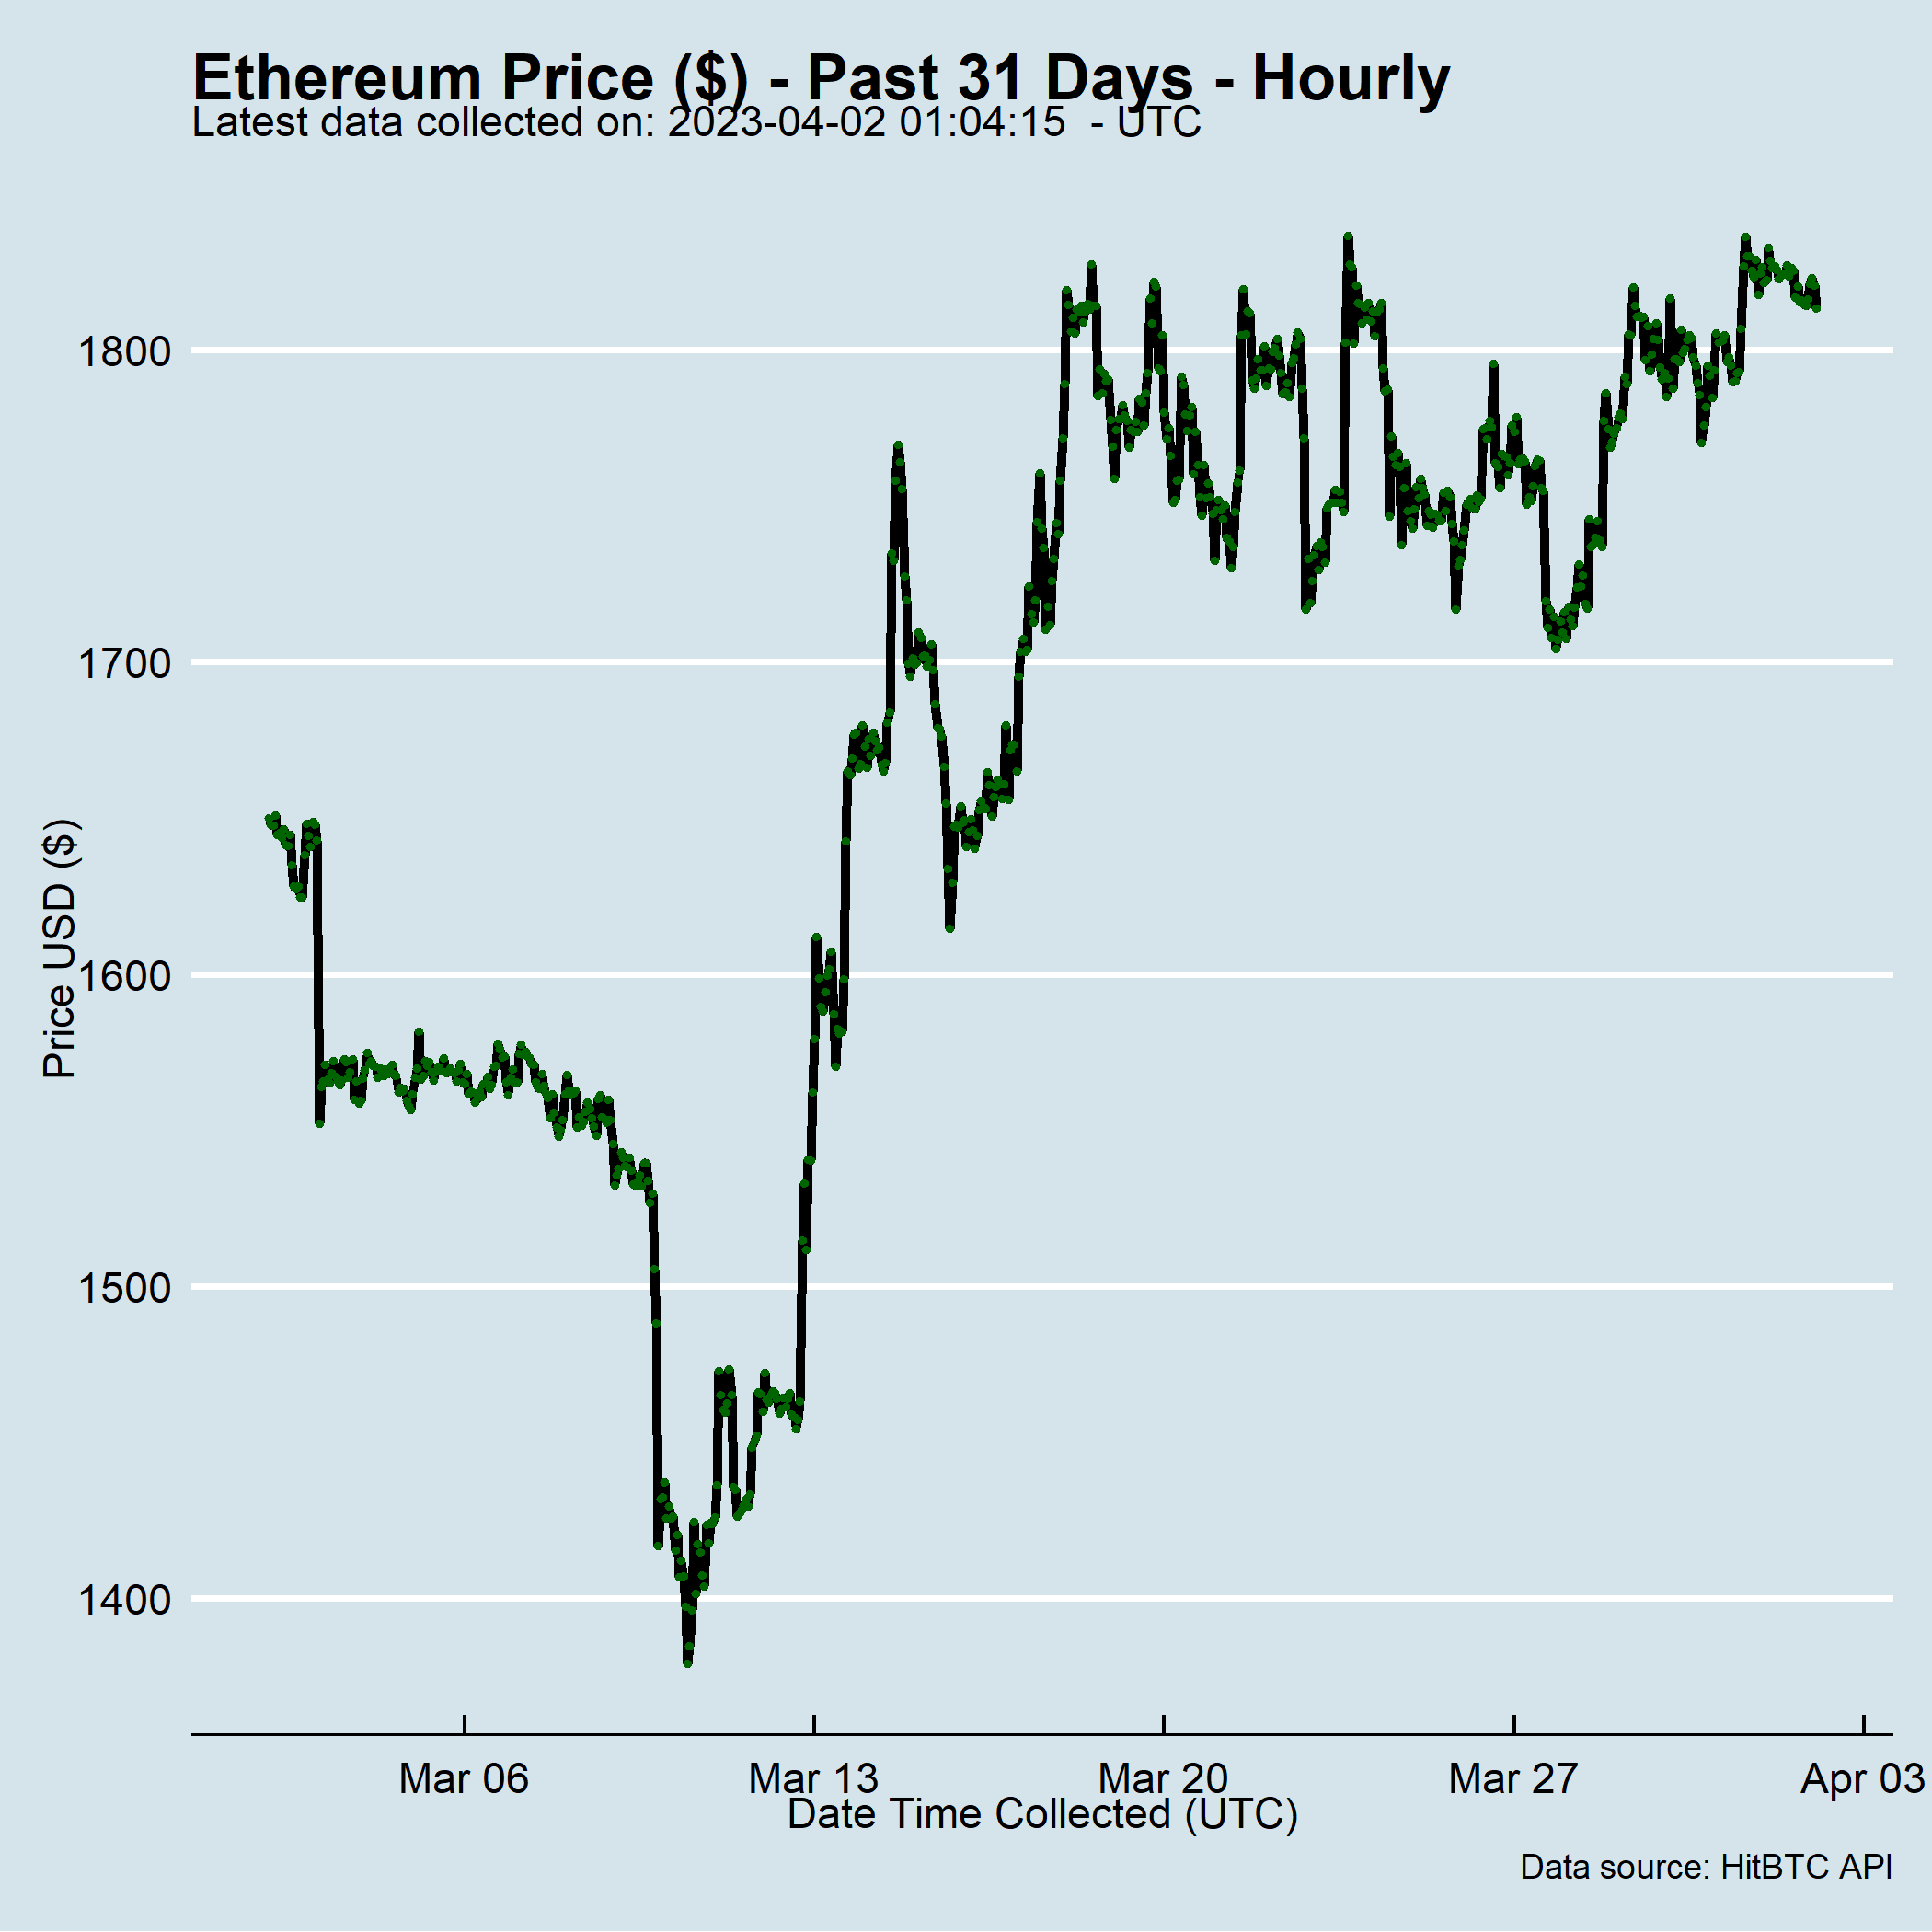 Ethereum Price ($) - Past 31 Days - Hourly
Latest data collected on: 2023-04-02 01:04:15  - UTC
Price USD ($)
1800
1700
1600
1500
1400
Mar 06
Mar 13
Mar 20
Mar 27
Apr 03
Date Time Collected (UTC)
Data source: HitBTC API